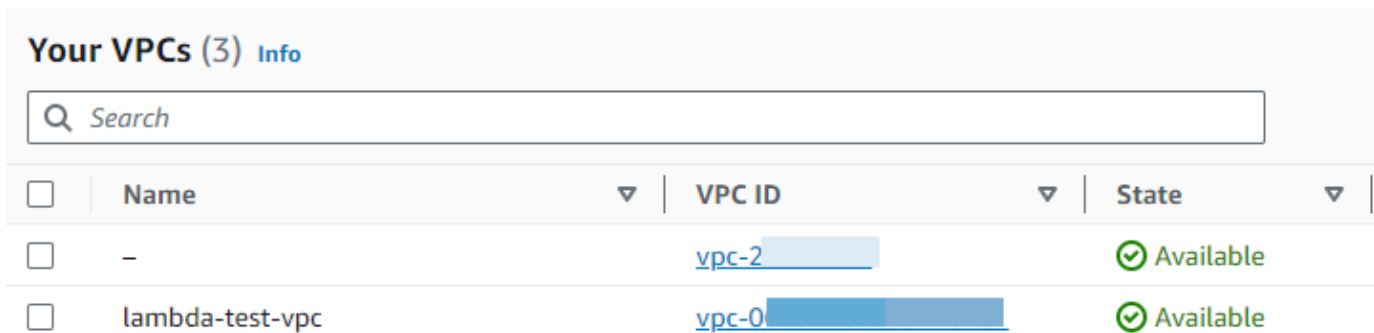 Your VPCs (3) Info
Search
Name VPC ID State
– vpc-2 Available
lambda-test-vpc vpc-0 Available